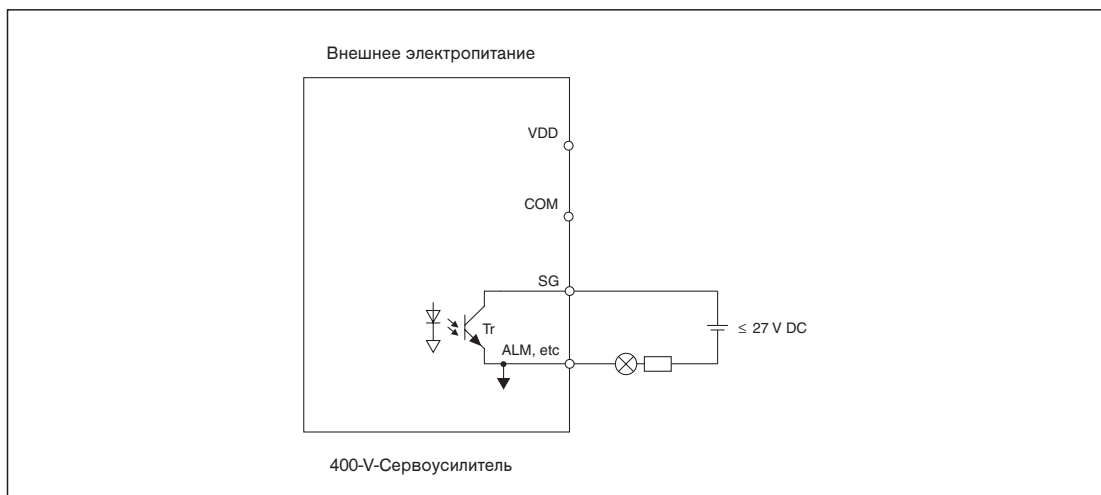 Внешнее электропитание
VDD
COM
SG
Tr
≤ 27 V DC
ALM, etc
400-V-Сервоусилитель